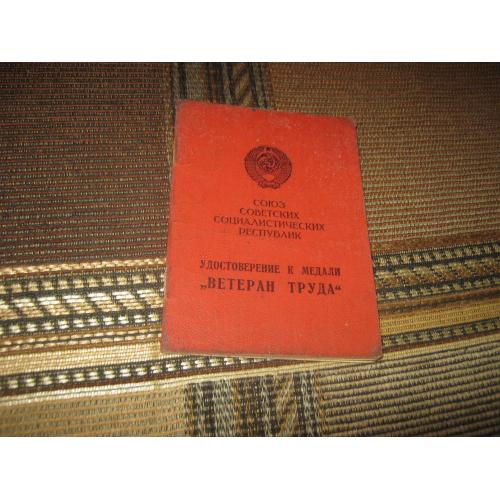 СОЮЗ
СОВЕТСКИХ
СОЦИАЛИСТИЧЕСКИХ
РЕСПУБЛИК
УДОСТОВЕРЕНИЕ К МЕДАЛИ
„ВЕТЕРАН ТРУДА“